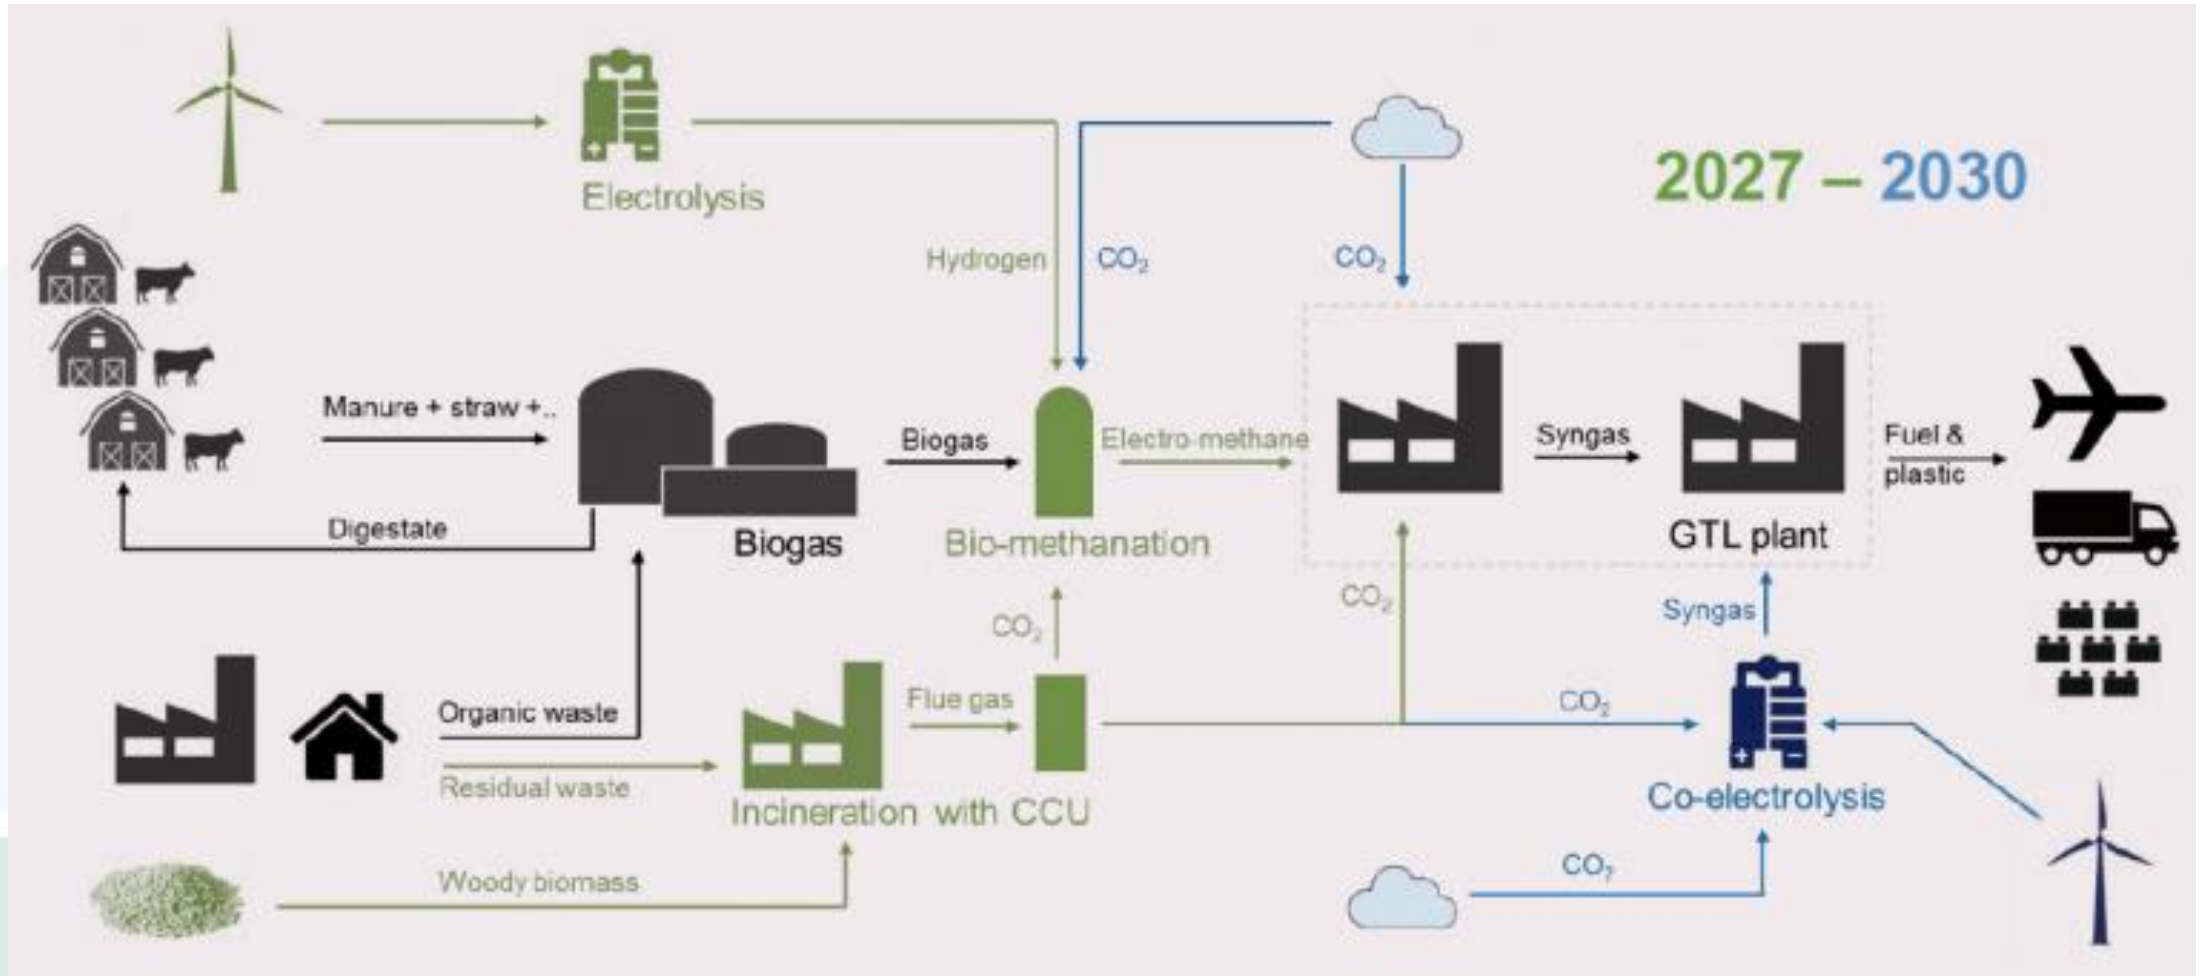 2027 – 2030
Electrolysis
Hydrogen
CO₂
CO₂
Manure + straw +..
Biogas
Electro-methane
Syngas
Fuel &
plastic
Digestate
Biogas
Bio-methanation
GTL plant
CO₂
CO₂
Syngas
Organic waste
Flue gas
CO₂
Residual waste
Incineration with CCU
Co-electrolysis
Woody biomass
CO₂
+ −
+ −